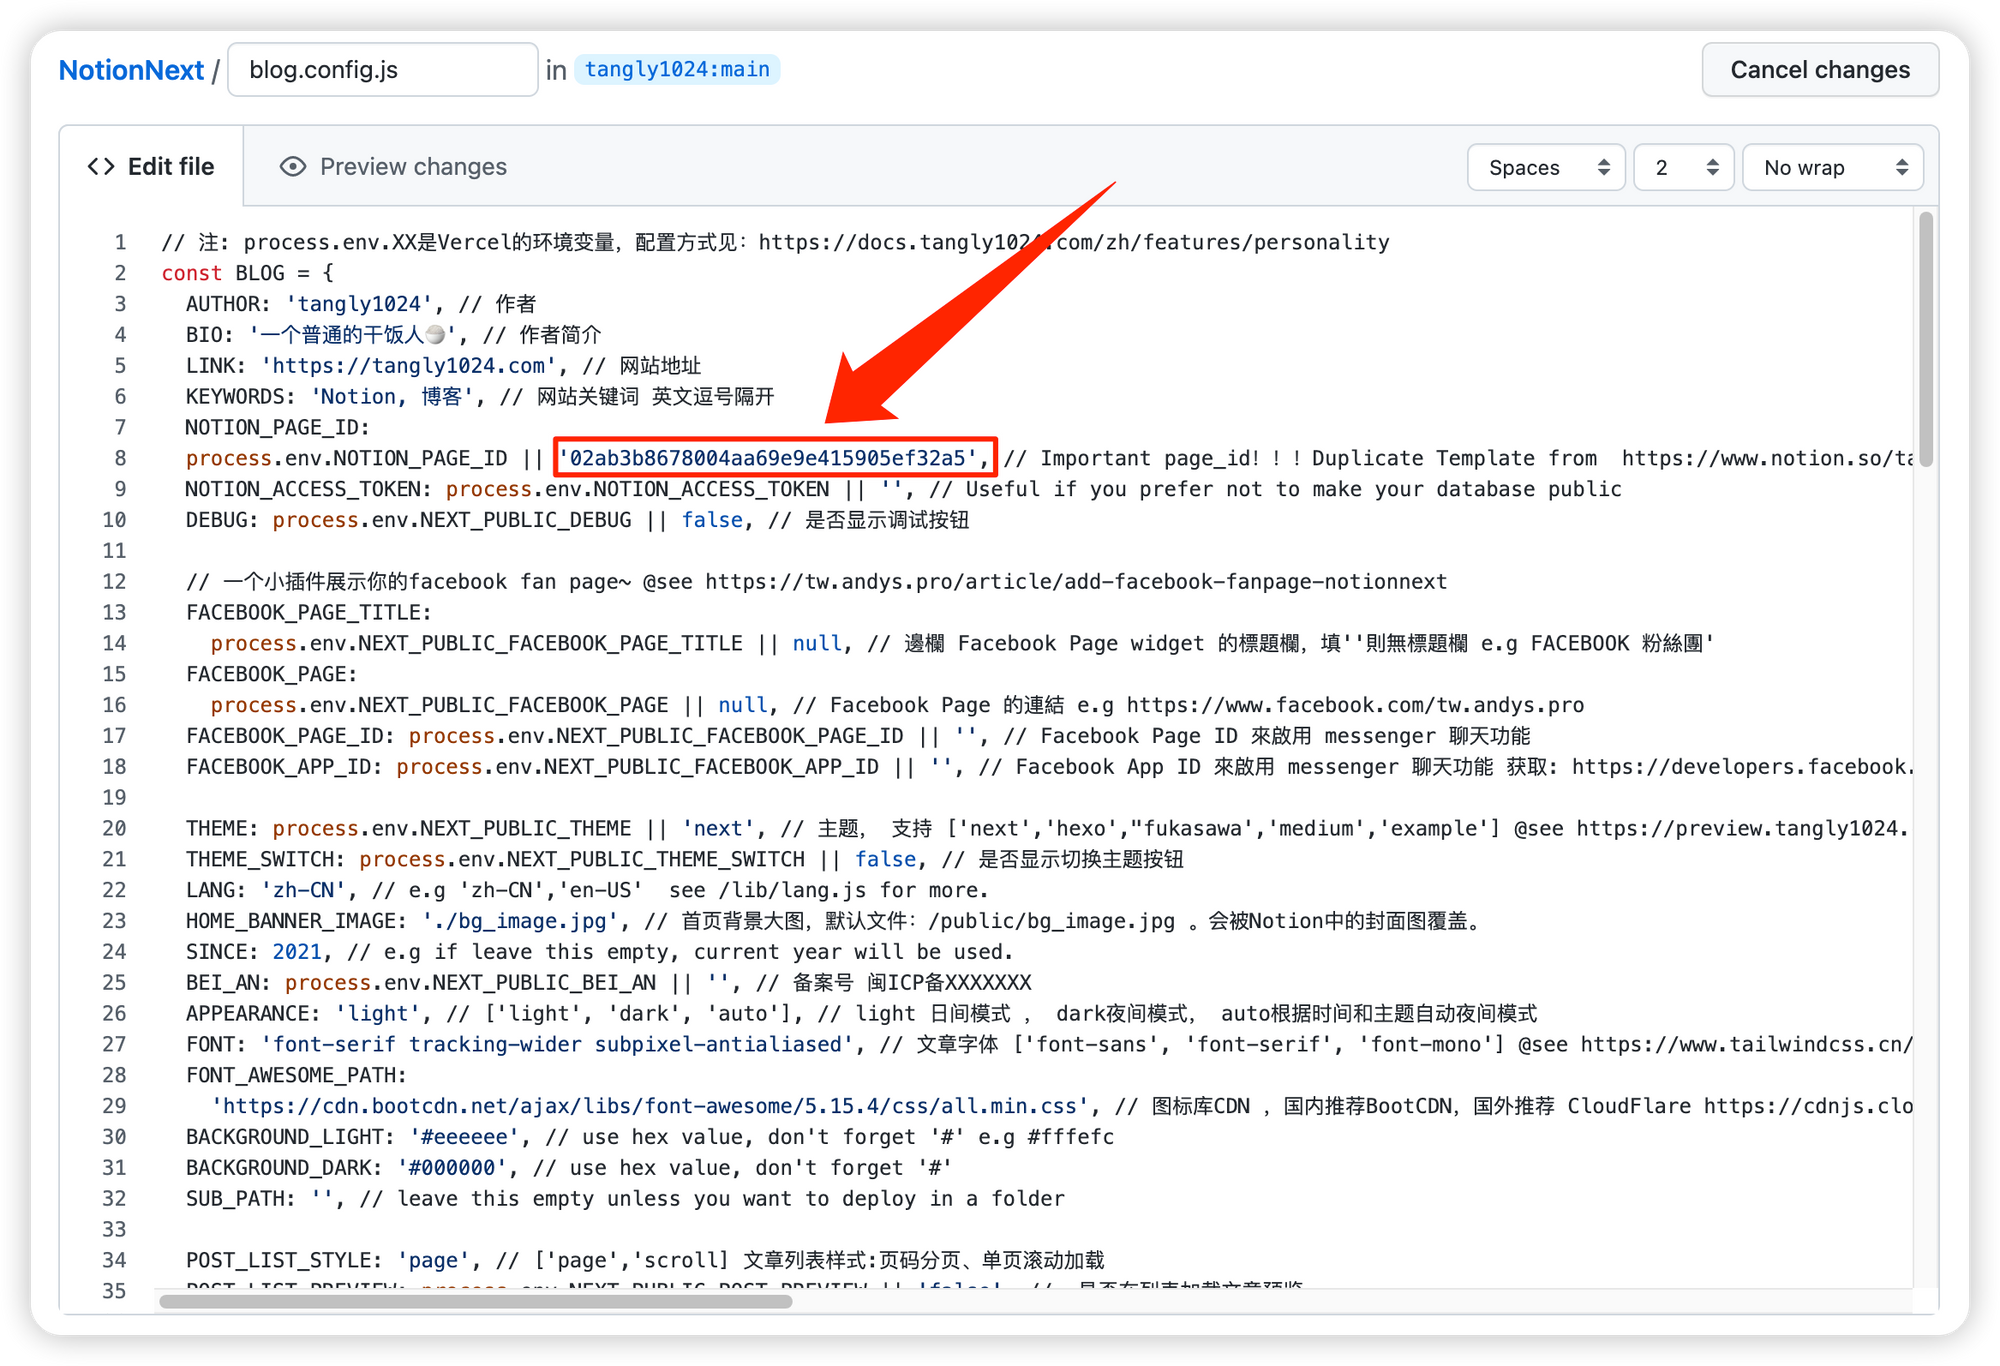 NotionNext / blog.config.js in tangly1024:main Cancel changes
Edit file Preview changes Spaces 2 No wrap
1 // 注: process.env.XX是Vercel的环境变量，配置方式见：https://docs.tangly1024.com/zh/features/personality
2 const BLOG = {
3 AUTHOR: 'tangly1024', // 作者
4 BIO: '一个普通的干饭人🍚', // 作者简介
5 LINK: 'https://tangly1024.com', // 网站地址
6 KEYWORDS: 'Notion, 博客', // 网站关键词 英文逗号隔开
7 NOTION_PAGE_ID:
8 process.env.NOTION_PAGE_ID || '02ab3b8678004aa69e9e415905ef32a5', // Important page_id！！！Duplicate Template from https://www.notion.so/ta
9 NOTION_ACCESS_TOKEN: process.env.NOTION_ACCESS_TOKEN || '', // Useful if you prefer not to make your database public
10 DEBUG: process.env.NEXT_PUBLIC_DEBUG || false, // 是否显示调试按钮
11
12 // 一个小插件展示你的facebook fan page~ @see https://tw.andys.pro/article/add-facebook-fanpage-notionnext
13 FACEBOOK_PAGE_TITLE:
14 process.env.NEXT_PUBLIC_FACEBOOK_PAGE_TITLE || null, // 邊欄 Facebook Page widget 的標題欄，填''則無標題欄 e.g FACEBOOK 粉絲團'
15 FACEBOOK_PAGE:
16 process.env.NEXT_PUBLIC_FACEBOOK_PAGE || null, // Facebook Page 的連結 e.g https://www.facebook.com/tw.andys.pro
17 FACEBOOK_PAGE_ID: process.env.NEXT_PUBLIC_FACEBOOK_PAGE_ID || '', // Facebook Page ID 來啟用 messenger 聊天功能
18 FACEBOOK_APP_ID: process.env.NEXT_PUBLIC_FACEBOOK_APP_ID || '', // Facebook App ID 來啟用 messenger 聊天功能 获取: https://developers.facebook.
19
20 THEME: process.env.NEXT_PUBLIC_THEME || 'next', // 主题， 支持 ['next','hexo',"fukasawa','medium','example'] @see https://preview.tangly1024.
21 THEME_SWITCH: process.env.NEXT_PUBLIC_THEME_SWITCH || false, // 是否显示切换主题按钮
22 LANG: 'zh-CN', // e.g 'zh-CN','en-US' see /lib/lang.js for more.
23 HOME_BANNER_IMAGE: './bg_image.jpg', // 首页背景大图，默认文件：/public/bg_image.jpg 。会被Notion中的封面图覆盖。
24 SINCE: 2021, // e.g if leave this empty, current year will be used.
25 BEI_AN: process.env.NEXT_PUBLIC_BEI_AN || '', // 备案号 闽ICP备XXXXXXX
26 APPEARANCE: 'light', // ['light', 'dark', 'auto'], // light 日间模式 ， dark夜间模式， auto根据时间和主题自动夜间模式
27 FONT: 'font-serif tracking-wider subpixel-antialiased', // 文章字体 ['font-sans', 'font-serif', 'font-mono'] @see https://www.tailwindcss.cn/
28 FONT_AWESOME_PATH:
29 'https://cdn.bootcdn.net/ajax/libs/font-awesome/5.15.4/css/all.min.css', // 图标库CDN ，国内推荐BootCDN，国外推荐 CloudFlare https://cdnjs.clo
30 BACKGROUND_LIGHT: '#eeeeee', // use hex value, don't forget '#' e.g #fffefc
31 BACKGROUND_DARK: '#000000', // use hex value, don't forget '#'
32 SUB_PATH: '', // leave this empty unless you want to deploy in a folder
33
34 POST_LIST_STYLE: 'page', // ['page','scroll] 文章列表样式:页码分页、单页滚动加载
35 POST_LIST_PREVIEW: process.env.NEXT_PUBLIC_POST_PREVIEW || 'false', // 是否在列表加载文章预览